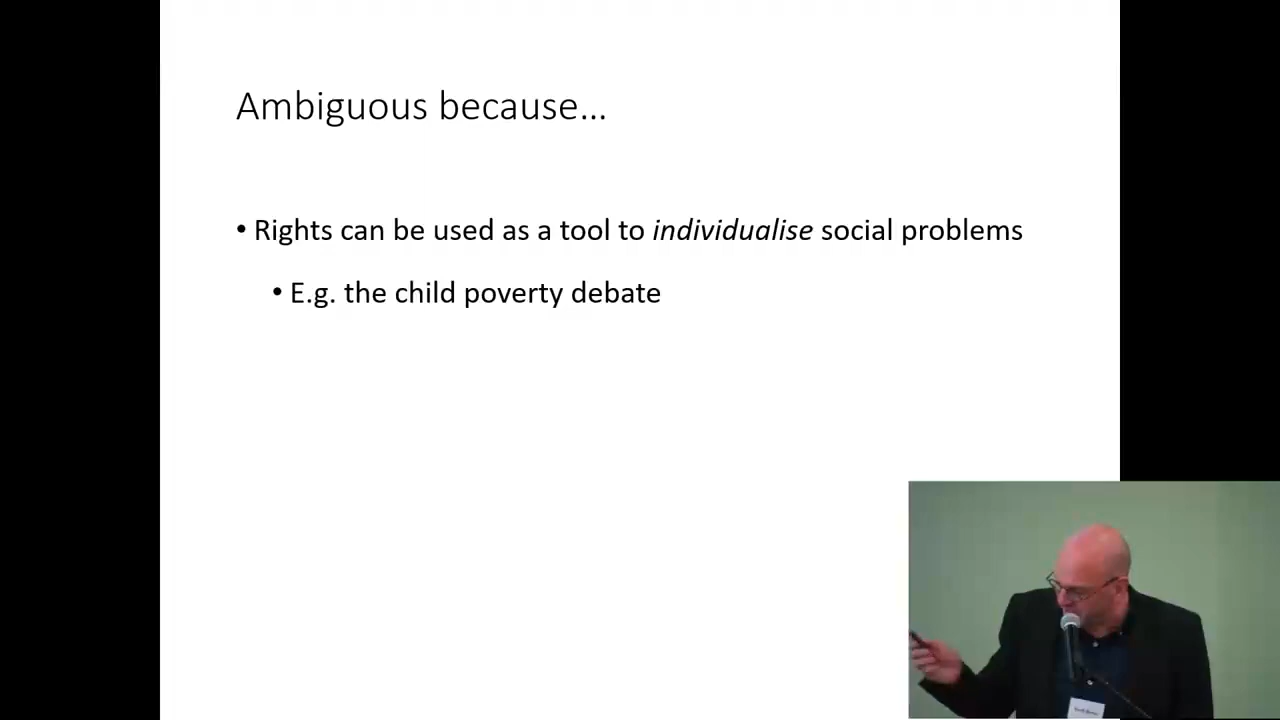 Ambiguous because…
• Rights can be used as a tool to individualise social problems
• E.g. the child poverty debate